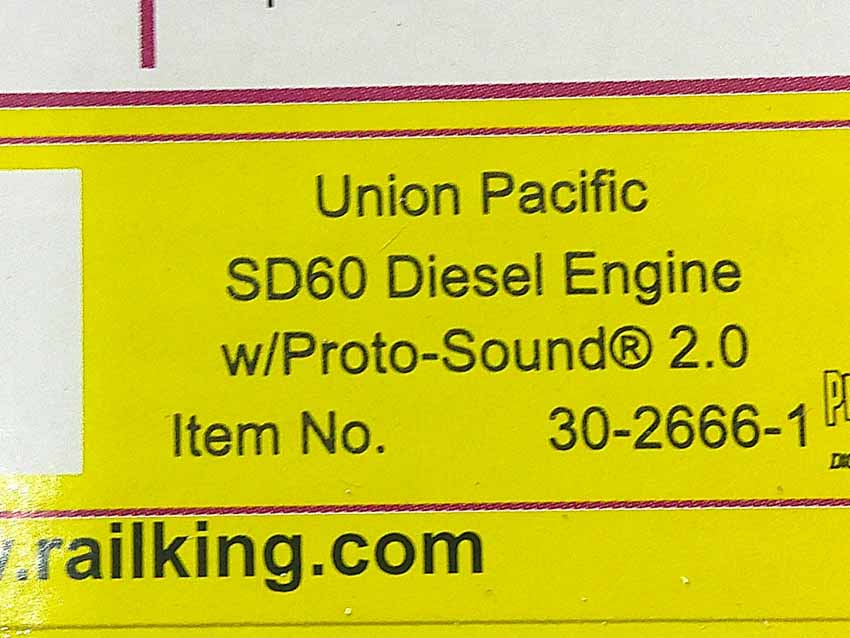 Union Pacific
SD60 Diesel Engine
w/Proto-Sound® 2.0
Item No. 30-2666-1
.railking.com